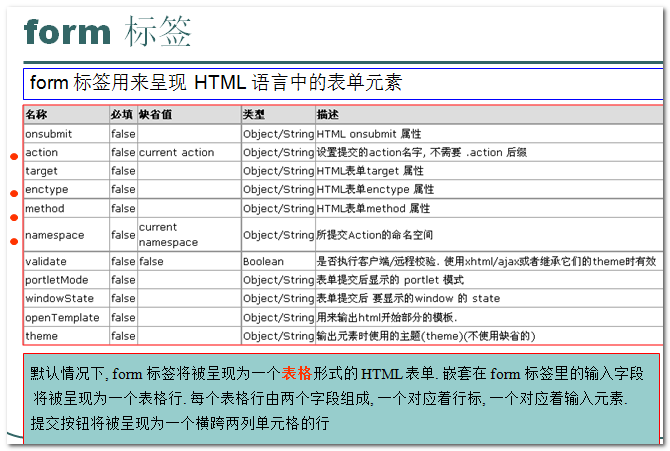 form 标签
form 标签用来呈现 HTML 语言中的表单元素
名称 必填 缺省值 类型 描述
onsubmit false Object/String HTML onsubmit 属性
action false current action Object/String 设置提交的action名字, 不需要 .action 后缀
target false Object/String HTML表单target 属性
enctype false Object/String HTML表单enctype 属性
method false Object/String HTML表单method 属性
namespace false current namespace Object/String 所提交Action的命名空间
validate false false Boolean 是否执行客户端/远程校验. 使用xhtml/ajax或者继承它们的theme时有效
portletMode false Object/String 表单提交后显示的 portlet 模式
windowState false Object/String 表单提交后 要显示的window 的 state
openTemplate false Object/String 用来输出html开始部分的模板.
theme false Object/String 输出元素时使用的主题(theme)(不使用缺省的)
默认情况下, form 标签将被呈现为一个表格形式的 HTML 表单. 嵌套在 form 标签里的输入字段
将被呈现为一个表格行. 每个表格行由两个字段组成, 一个对应着行标, 一个对应着输入元素.
提交按钮将被呈现为一个横跨两列单元格的行